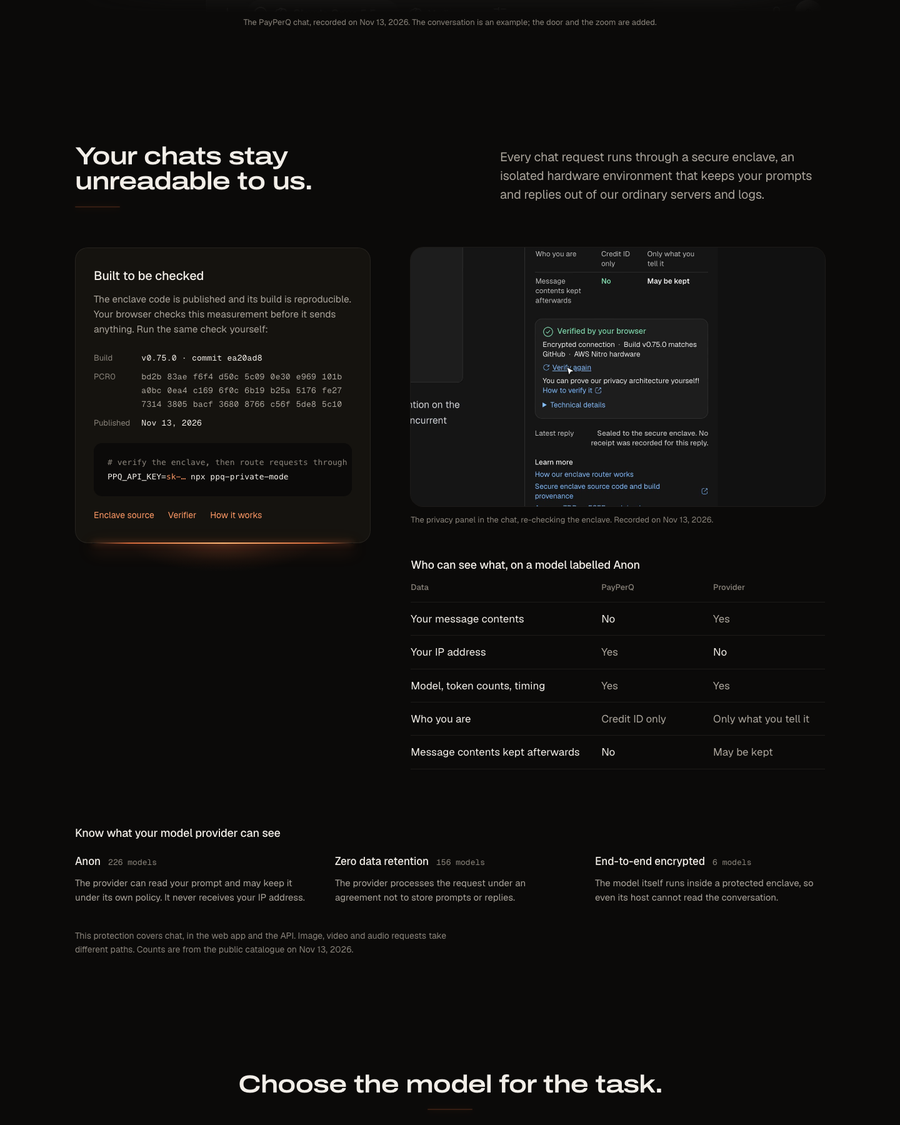 The PayPerQ chat, recorded on Nov 13, 2026. The conversation is an example; the door and the zoom are added.
Your chats stay
unreadable to us.
Every chat request runs through a secure enclave, an
isolated hardware environment that keeps your prompts
and replies out of our ordinary servers and logs.
Built to be checked
The enclave code is published and its build is reproducible.
Your browser checks this measurement before it sends
anything. Run the same check yourself:
Build v0.75.0 · commit ea20ad8
PCR0 bd2b 83ae f6f4 d50c 5c09 0e30 e969 101b
a0bc 0ea4 c169 6f0c 6b19 b25a 5176 fe27
7314 3805 bacf 3680 8766 c56f 5de8 5c10
Published Nov 13, 2026
# verify the enclave, then route requests through
PPQ_API_KEY=sk-… npx ppq-private-mode
Enclave source Verifier How it works
ntion on the
ncurrent
Who you are Credit ID only Only what you tell it
Message contents kept afterwards No May be kept
Verified by your browser
Encrypted connection · Build v0.75.0 matches
GitHub · AWS Nitro hardware
Verify again
You can prove our privacy architecture yourself!
How to verify it
Technical details
Latest reply Sealed to the secure enclave. No
receipt was recorded for this reply.
Learn more
How our enclave router works
Secure enclave source code and build
provenance
The privacy panel in the chat, re-checking the enclave. Recorded on Nov 13, 2026.
Who can see what, on a model labelled Anon
Data PayPerQ Provider
Your message contents No Yes
Your IP address Yes No
Model, token counts, timing Yes Yes
Who you are Credit ID only Only what you tell it
Message contents kept afterwards No May be kept
Know what your model provider can see
Anon 226 models
The provider can read your prompt and may keep it
under its own policy. It never receives your IP address.
Zero data retention 156 models
The provider processes the request under an
agreement not to store prompts or replies.
End-to-end encrypted 6 models
The model itself runs inside a protected enclave, so
even its host cannot read the conversation.
This protection covers chat, in the web app and the API. Image, video and audio requests take
different paths. Counts are from the public catalogue on Nov 13, 2026.
Choose the model for the task.